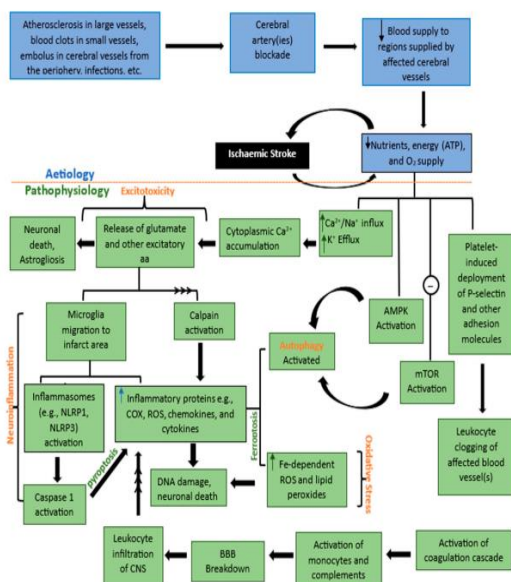 Atherosclerosis in large vessels,
blood clots in small vessels,
embolus in cerebral vessels from
the periphery, infections, etc.
Cerebral
artery(ies)
blockade
↓ Blood supply to
regions supplied by
affected cerebral
vessels
Ischaemic Stroke
↓Nutrients, energy (ATP),
and O₂ supply
Aetiology
Pathophysiology
Excitotoxicity
Neuronal
death,
Astrogliosis
Release of glutamate
and other excitatory
aa
Cytoplasmic Ca²⁺
accumulation
↑Ca²⁺/Na⁺ influx
↑K⁺ Efflux
Platelet-
induced
deployment
of P-selectin
and other
adhesion
molecules
Microglia
migration to
infarct area
Calpain
activation
Autophagy
Activated
AMPK
Activation
mTOR
Activation
Neuroinflammation
Inflammasomes
(e.g., NLRP1,
NLRP3)
activation
↑ Inflammatory proteins e.g.,
COX, ROS, chemokines, and
cytokines
Ferroptosis
Leukocyte
clogging of
affected blood
vessel(s)
Caspase 1
activation
pyroptosis
DNA damage,
neuronal death
↑ Fe-dependent
ROS and lipid
peroxides
Oxidative Stress
Leukocyte
infiltration
of CNS
BBB
Breakdown
Activation of
monocytes and
complements
Activation of
coagulation cascade